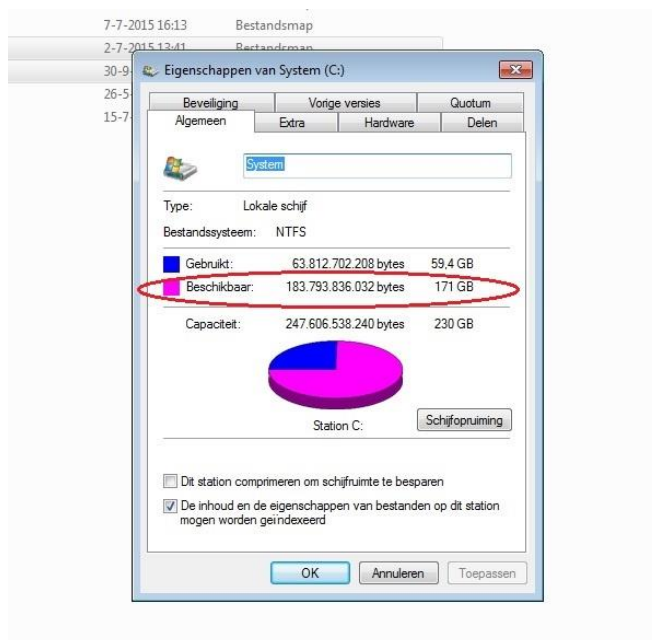 7-7-2015 16:13 Bestandsmap
2-7-2015 13:41 Bestandsmap
30-9-
26-5-
15-7-
Eigenschappen van System (C:)
Beveiliging Vorige versies Quotum
Algemeen Extra Hardware Delen
System
Type: Lokale schijf
Bestandssysteem: NTFS
Gebruikt: 63.812.702.208 bytes 59,4 GB
Beschikbaar: 183.793.836.032 bytes 171 GB
Capaciteit: 247.606.538.240 bytes 230 GB
Station C:
Schijfopruiming
Dit station comprimeren om schijfruimte te besparen
De inhoud en de eigenschappen van bestanden op dit station
mogen worden geïndexeerd
OK Annuleren Toepassen